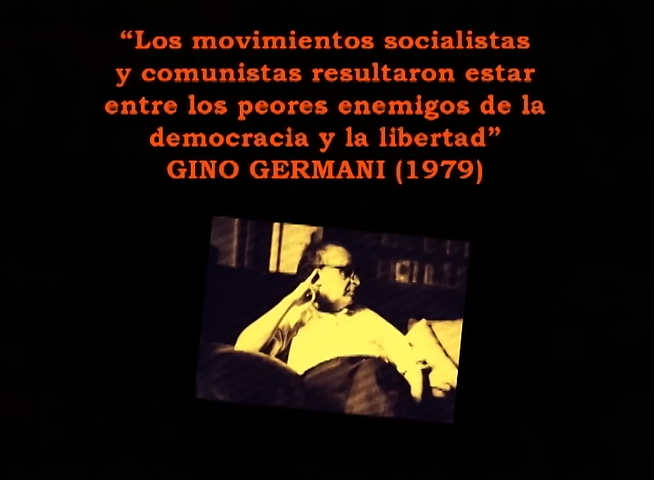 “Los movimientos socialistas
y comunistas resultaron estar
entre los peores enemigos de la
democracia y la libertad”
GINO GERMANI (1979)